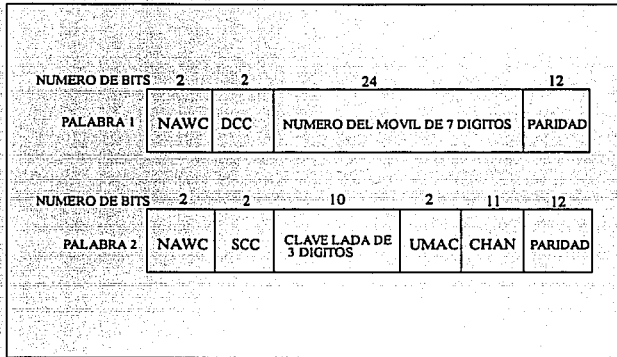 NUMERO DE BITS 2 2 24 12
PALABRA 1 NAWC DCC NUMERO DEL MOVIL DE 7 DIGITOS PARIDAD
NUMERO DE BITS 2 2 10 2 11 12
PALABRA 2 NAWC SCC CLAVE LADA DE 3 DIGITOS UMAC CHAN PARIDAD